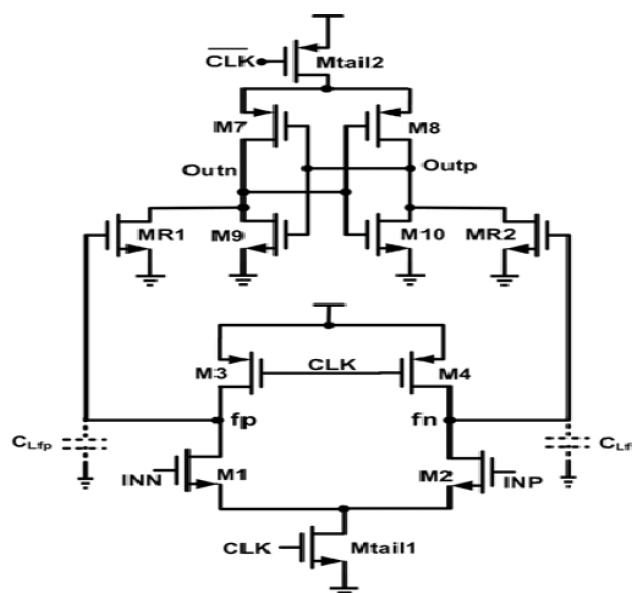 CLK
Mtail2
M7
M8
Outn
Outp
MR1
M9
M10
MR2
M3
CLK
M4
fp
fn
CLfp
CLf
INN
M1
M2
INP
CLK
Mtail1